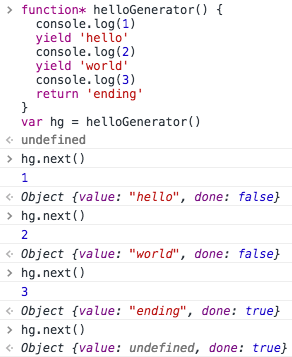 > function* helloGenerator() {
    console.log(1)
    yield 'hello'
    console.log(2)
    yield 'world'
    console.log(3)
    return 'ending'
  }
  var hg = helloGenerator()
< undefined
> hg.next()
  1
< Object {value: "hello", done: false}
> hg.next()
  2
< Object {value: "world", done: false}
> hg.next()
  3
< Object {value: "ending", done: true}
> hg.next()
< Object {value: undefined, done: true}